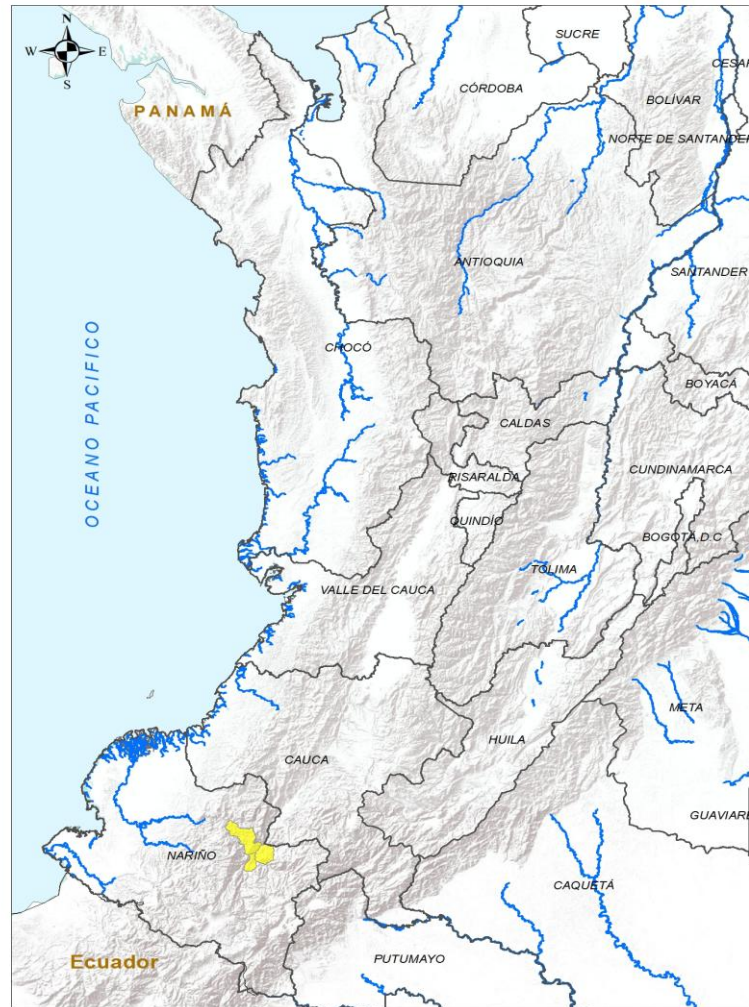 N
W E
S
SUCRE
CESAR
CÓRDOBA
BOLÍVAR
PANAMÁ
NORTE DE SANTANDER
ANTIOQUIA
SANTANDER
OCEANO PACIFICO
CHOCÓ
BOYACÁ
CALDAS
CUNDINAMARCA
RISARALDA
QUINDÍO
BOGOTÁ,D.C
TOLIMA
VALLE DEL CAUCA
META
HUILA
CAUCA
GUAVIARE
NARIÑO
CAQUETÁ
Ecuador
PUTUMAYO